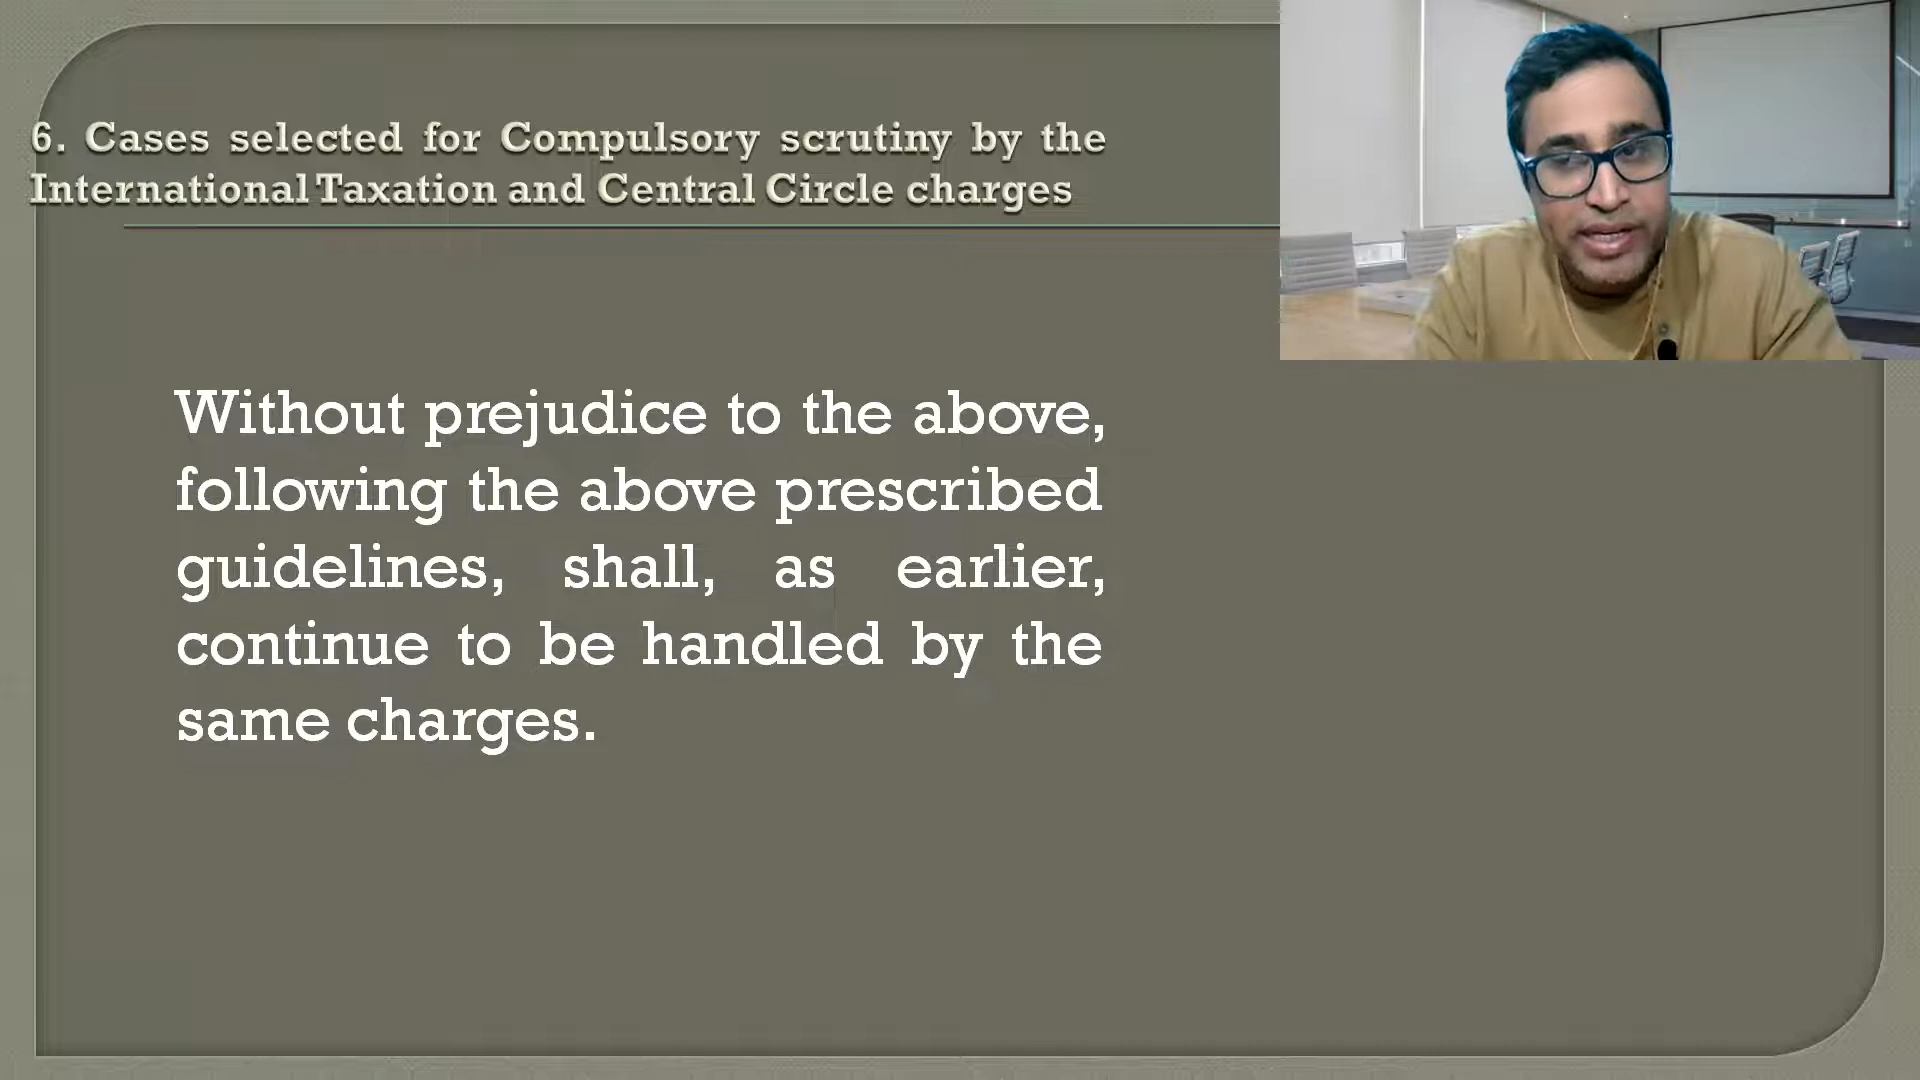 6. Cases selected for Compulsory scrutiny by the
International Taxation and Central Circle charges
Without prejudice to the above,
following the above prescribed
guidelines, shall, as earlier,
continue to be handled by the
same charges.